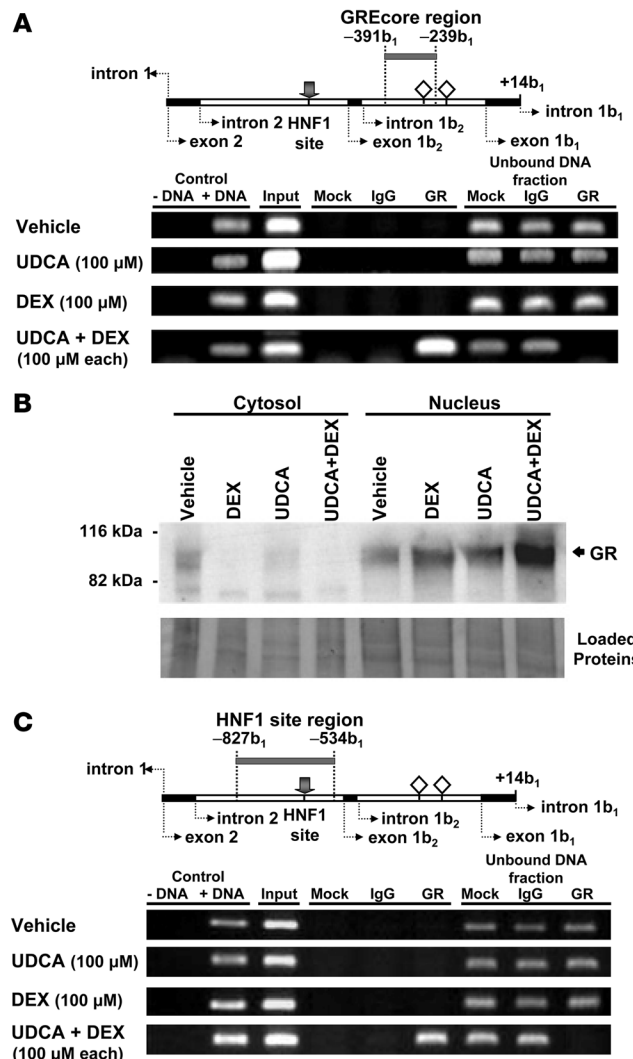 A
GREcore region
−391b₁ −239b₁
intron 1
+14b₁
intron 2 HNF1 site intron 1b₂ intron 1b₁
exon 2 exon 1b₂ exon 1b₁
Unbound DNA fraction
Control
- DNA + DNA Input Mock IgG GR Mock IgG GR
Vehicle
UDCA (100 µM)
DEX (100 µM)
UDCA + DEX
(100 µM each)
B
Cytosol Nucleus
Vehicle DEX UDCA UDCA+DEX Vehicle DEX UDCA UDCA+DEX
116 kDa -
GR
82 kDa -
Loaded
Proteins
C
HNF1 site region
−827b₁ −534b₁
intron 1
+14b₁
intron 2 HNF1 site intron 1b₂ intron 1b₁
exon 2 exon 1b₂ exon 1b₁
Unbound DNA fraction
Control
- DNA + DNA Input Mock IgG GR Mock IgG GR
Vehicle
UDCA (100 µM)
DEX (100 µM)
UDCA + DEX
(100 µM each)